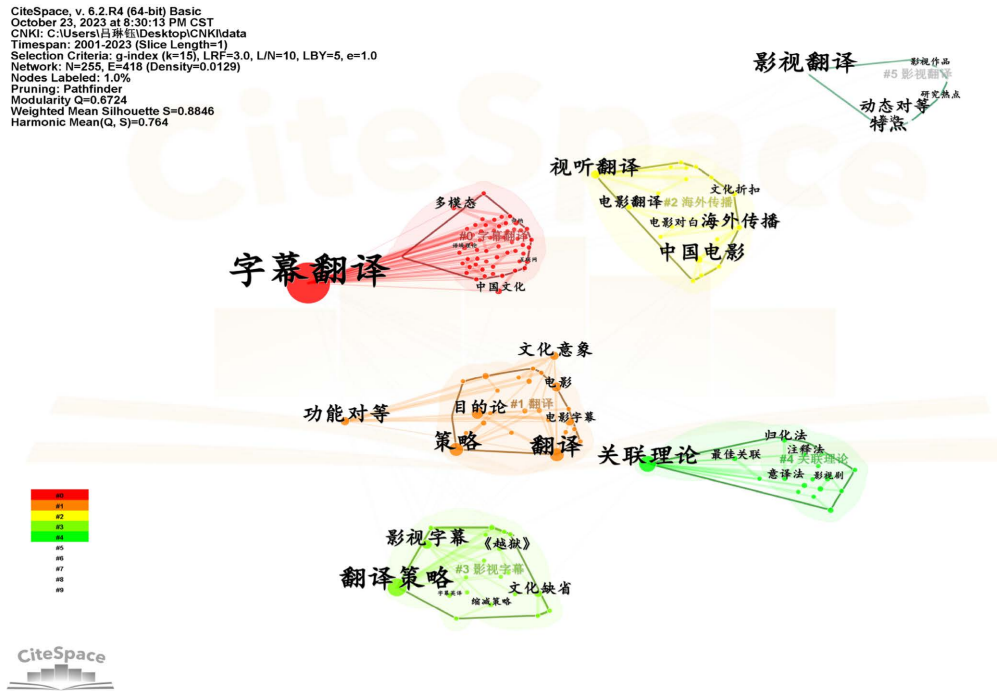 CiteSpace, v. 6.2.R4 (64-bit) Basic
October 23, 2023 at 8:30:13 PM CST
CNKI: C:\Users\吕琳钰\Desktop\CNKI\data
Timespan: 2001-2023 (Slice Length=1)
Selection Criteria: g-index (k=15), LRF=3.0, L/N=10, LBY=5, e=1.0
Network: N=255, E=418 (Density=0.0129)
Nodes Labeled: 1.0%
Pruning: Pathfinder
Modularity Q=0.6724
Weighted Mean Silhouette S=0.8846
Harmonic Mean(Q, S)=0.764
影视翻译
影视作品
#5 影视翻译
研究热点
动态对等
特点
视听翻译
文化折扣
电影翻译
#2 海外传播
电影对白
海外传播
中国电影
多模态
#0 字幕翻译
字幕翻译
中国文化
文化意象
电影
#1 翻译
目的论
功能对等
电影字幕
策略
翻译
关联理论
归化法
注释法
最佳关联
#4 关联理论
意译法
影视剧
影视字幕
《越狱》
#3 影视字幕
翻译策略
文化缺省
字幕英译
缩减策略
#0
#1
#2
#3
#4
#5
#6
#7
#8
#9
CiteSpace
CiteSpace